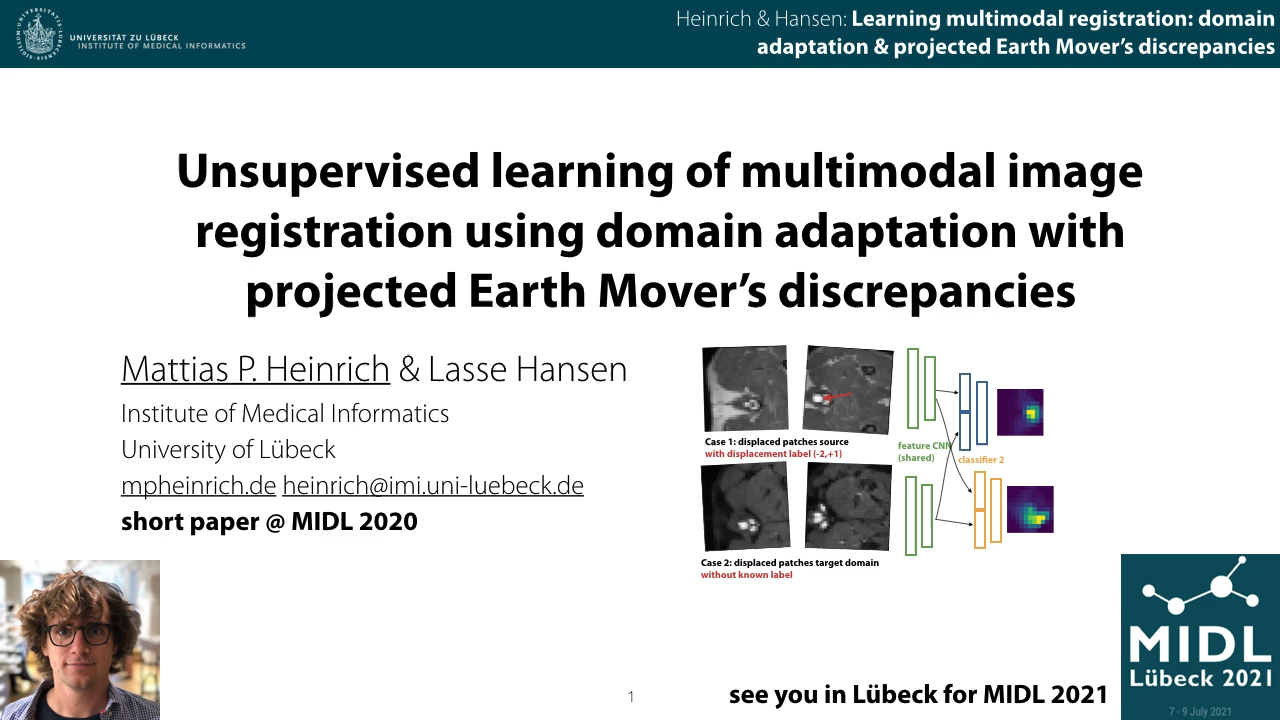 UNIVERSITÄT ZU LÜBECK
INSTITUTE OF MEDICAL INFORMATICS
Heinrich & Hansen: Learning multimodal registration: domain
adaptation & projected Earth Mover's discrepancies
Unsupervised learning of multimodal image
registration using domain adaptation with
projected Earth Mover's discrepancies
Mattias P. Heinrich & Lasse Hansen
Institute of Medical Informatics
University of Lübeck
mpheinrich.de heinrich@imi.uni-luebeck.de
short paper @ MIDL 2020
Case 1: displaced patches source
with displacement label (-2,+1)
feature CNN
(shared)
classifier 2
Case 2: displaced patches target domain
without known label
MIDL
Lübeck 2021
7 - 9 July 2021
1
see you in Lübeck for MIDL 2021